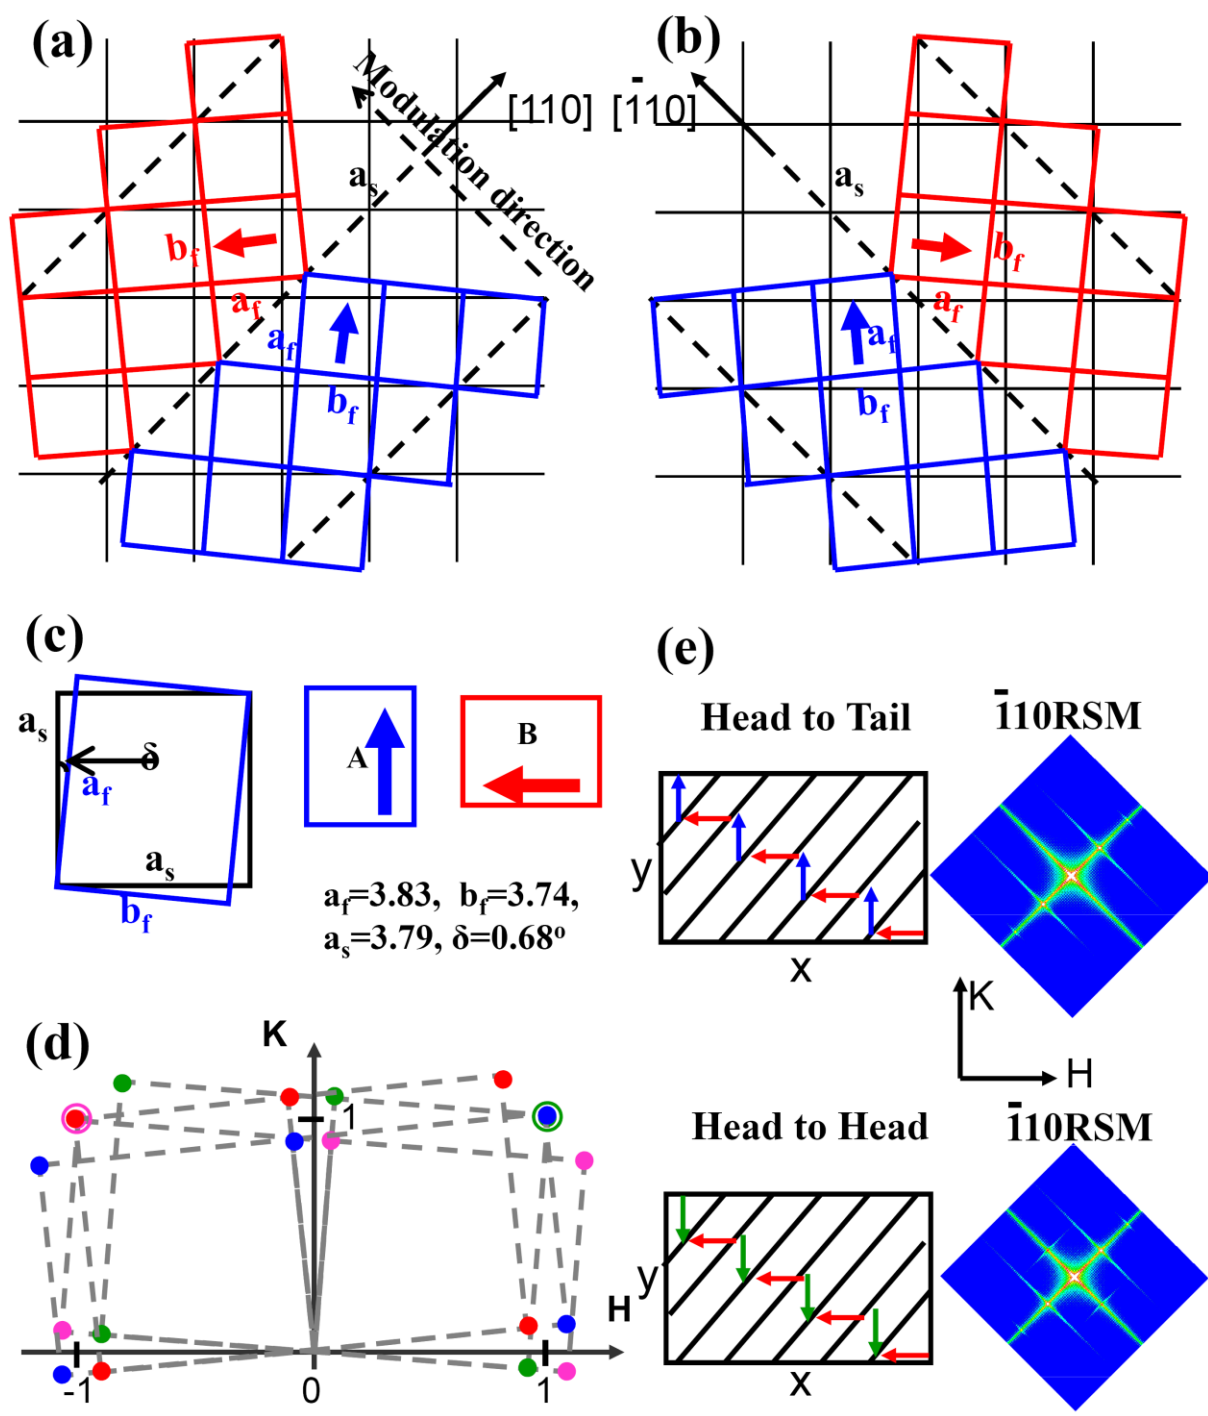 (a)
Modulation direction
[110]
a_s
b_f
a_f
a_f
b_f
(b)
[1̄10]
a_s
b_f
a_f
a_f
b_f
(c)
a_s
δ
a_f
a_s
b_f
A
B
a_f=3.83, b_f=3.74,
a_s=3.79, δ=0.68°
(d)
K
1
H
-1
0
1
(e)
Head to Tail
1̄10RSM
y
x
K
H
Head to Head
1̄10RSM
y
x